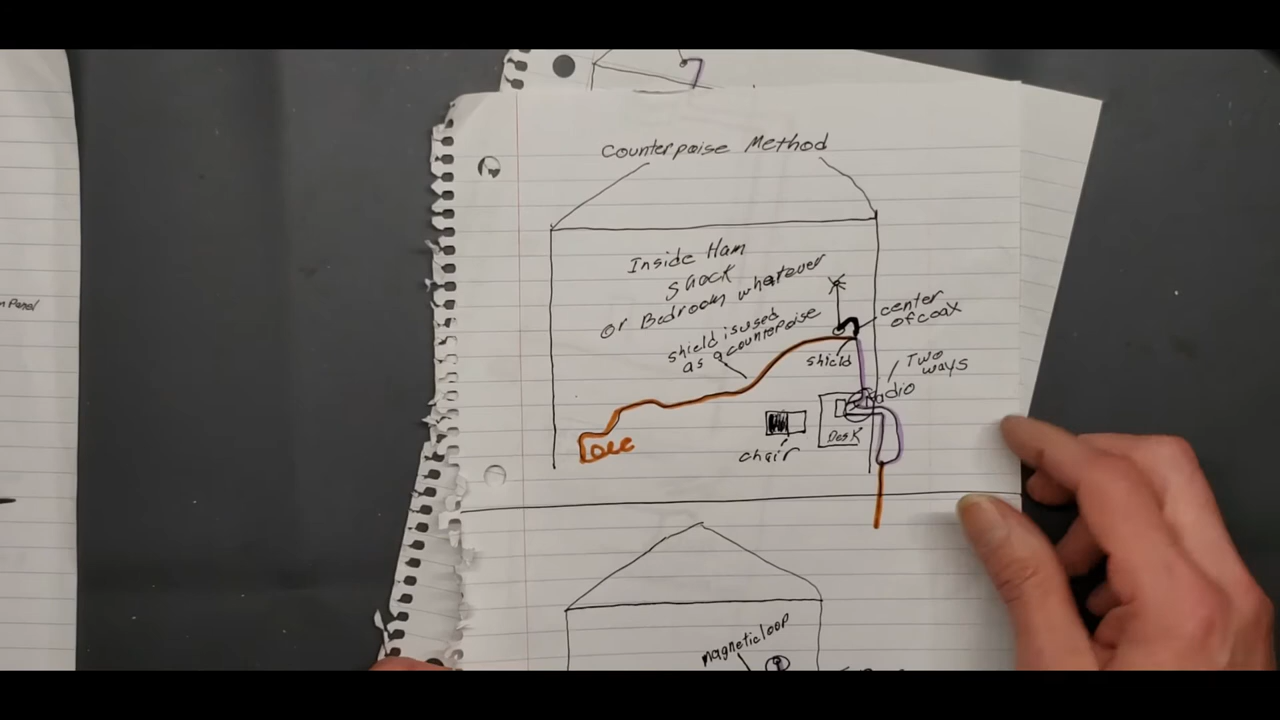 Counterpoise Method
Inside Ham
Shack
or Bedroom whatever
shield is used
as a counterpoise
center
of coax
shield
Two
ways
radio
Desk
chair
magnetic loop
n Panel